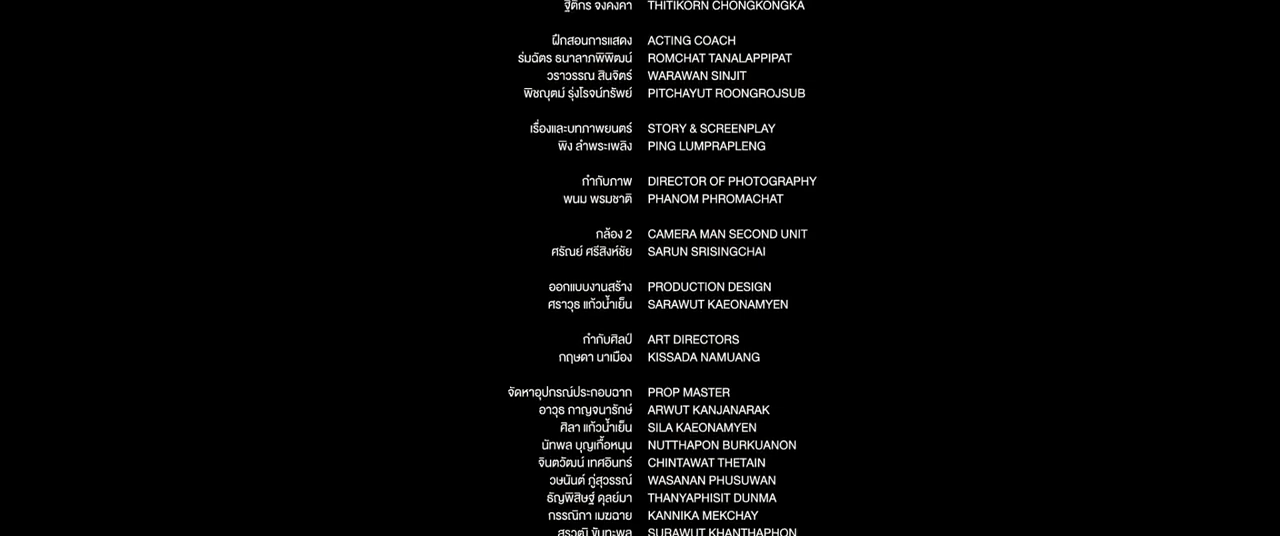 ฐิติกร จงคงคา THITIKORN CHONGKONGKA
ฝึกสอนการแสดง ACTING COACH
ร่มฉัตร ธนาลาภพิพัฒน์ ROMCHAT TANALAPPIPAT
วราวรรณ สินจิตร์ WARAWAN SINJIT
พิชญุตม์ รุ่งโรจน์ทรัพย์ PITCHAYUT ROONGROJSUB
เรื่องและบทภาพยนตร์ STORY & SCREENPLAY
พิง ลำพระเพลิง PING LUMPRAPLENG
กำกับภาพ DIRECTOR OF PHOTOGRAPHY
พนม พรมชาติ PHANOM PHROMACHAT
กล้อง 2 CAMERA MAN SECOND UNIT
ศรัณย์ ศรีสิงห์ชัย SARUN SRISINGCHAI
ออกแบบงานสร้าง PRODUCTION DESIGN
ศราวุธ แก้วน้ำเย็น SARAWUT KAEONAMYEN
กำกับศิลป์ ART DIRECTORS
กฤษดา นาเมือง KISSADA NAMUANG
จัดหาอุปกรณ์ประกอบฉาก PROP MASTER
อาวุธ กาญจนารักษ์ ARWUT KANJANARAK
ศิลา แก้วน้ำเย็น SILA KAEONAMYEN
นัทพล บุญเกื้อหนุน NUTTHAPON BURKUANON
จินตวัฒน์ เทศอินทร์ CHINTAWAT THETAIN
วษนันต์ ภู่สุวรรณ์ WASANAN PHUSUWAN
ธัญพิสิษฐ์ ดุลย์มา THANYAPHISIT DUNMA
กรรณิกา เมฆฉาย KANNIKA MEKCHAY
สุรวุฒิ ขันทะพล SURAWUT KHANTHAPHON